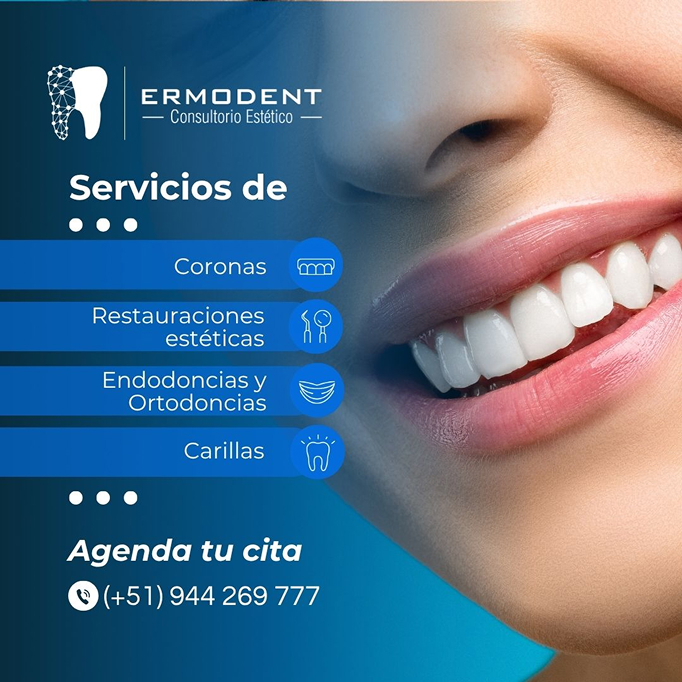 ERMODENT
Consultorio Estético
Servicios de
Coronas
Restauraciones
estéticas
Endodoncias y
Ortodoncias
Carillas
Agenda tu cita
(+51) 944 269 777